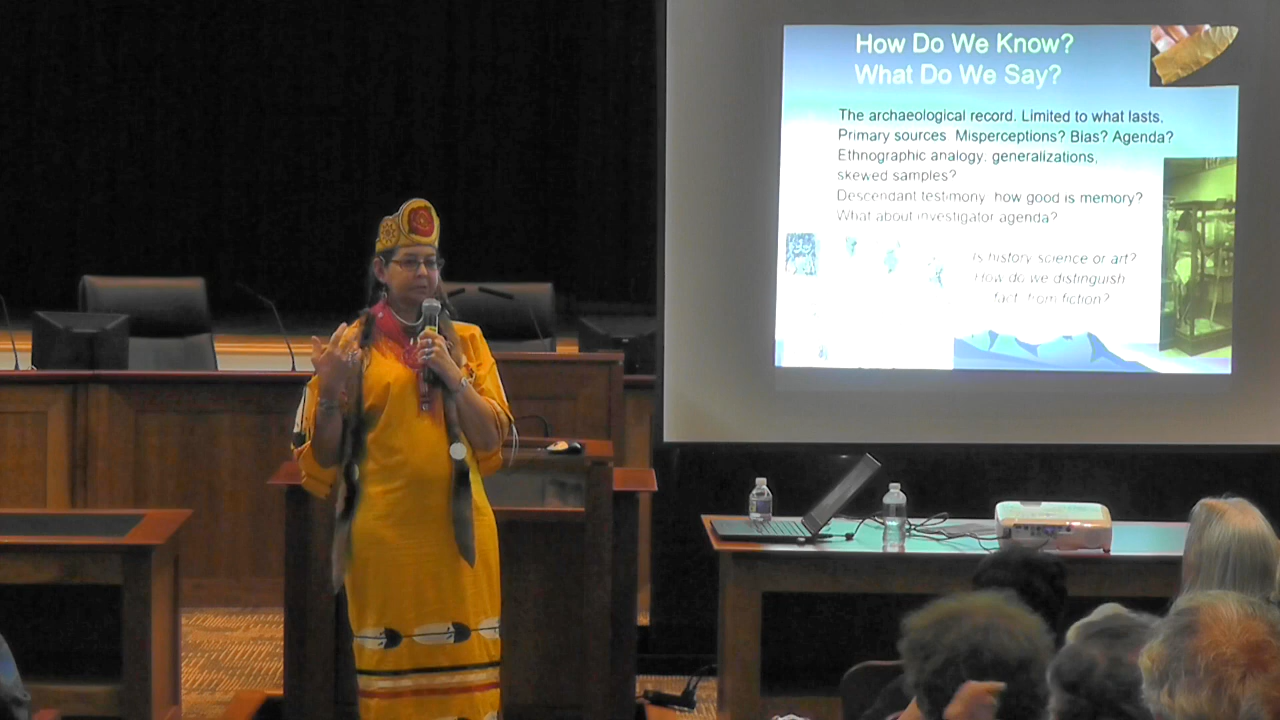 How Do We Know?
What Do We Say?
The archaeological record. Limited to what lasts.
Primary sources Misperceptions? Bias? Agenda?
Ethnographic analogy. generalizations,
skewed samples?
Descendant testimony how good is memory?
What about investigator agenda?
Is history science or art?
How do we distinguish
fact from fiction?